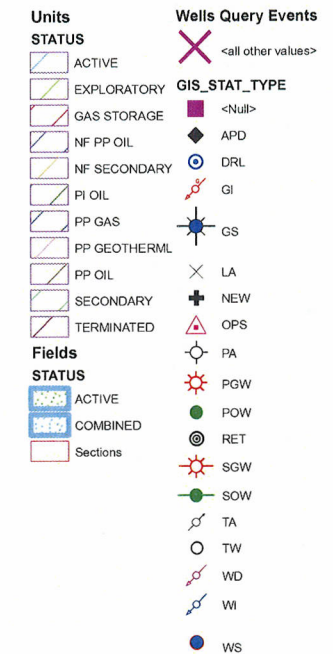 Units
STATUS
ACTIVE
EXPLORATORY
GAS STORAGE
NF PP OIL
NF SECONDARY
PI OIL
PP GAS
PP GEOTHERML
PP OIL
SECONDARY
TERMINATED
Fields
STATUS
ACTIVE
COMBINED
Sections
Wells Query Events
<all other values>
GIS_STAT_TYPE
<Null>
APD
DRL
GI
GS
LA
NEW
OPS
PA
PGW
POW
RET
SGW
SOW
TA
TW
WD
WI
WS